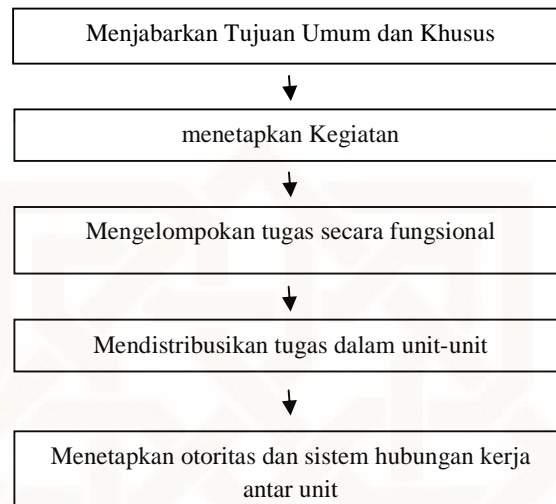 Menjabarkan Tujuan Umum dan Khusus
menetapkan Kegiatan
Mengelompokan tugas secara fungsional
Mendistribusikan tugas dalam unit-unit
Menetapkan otoritas dan sistem hubungan kerja
antar unit